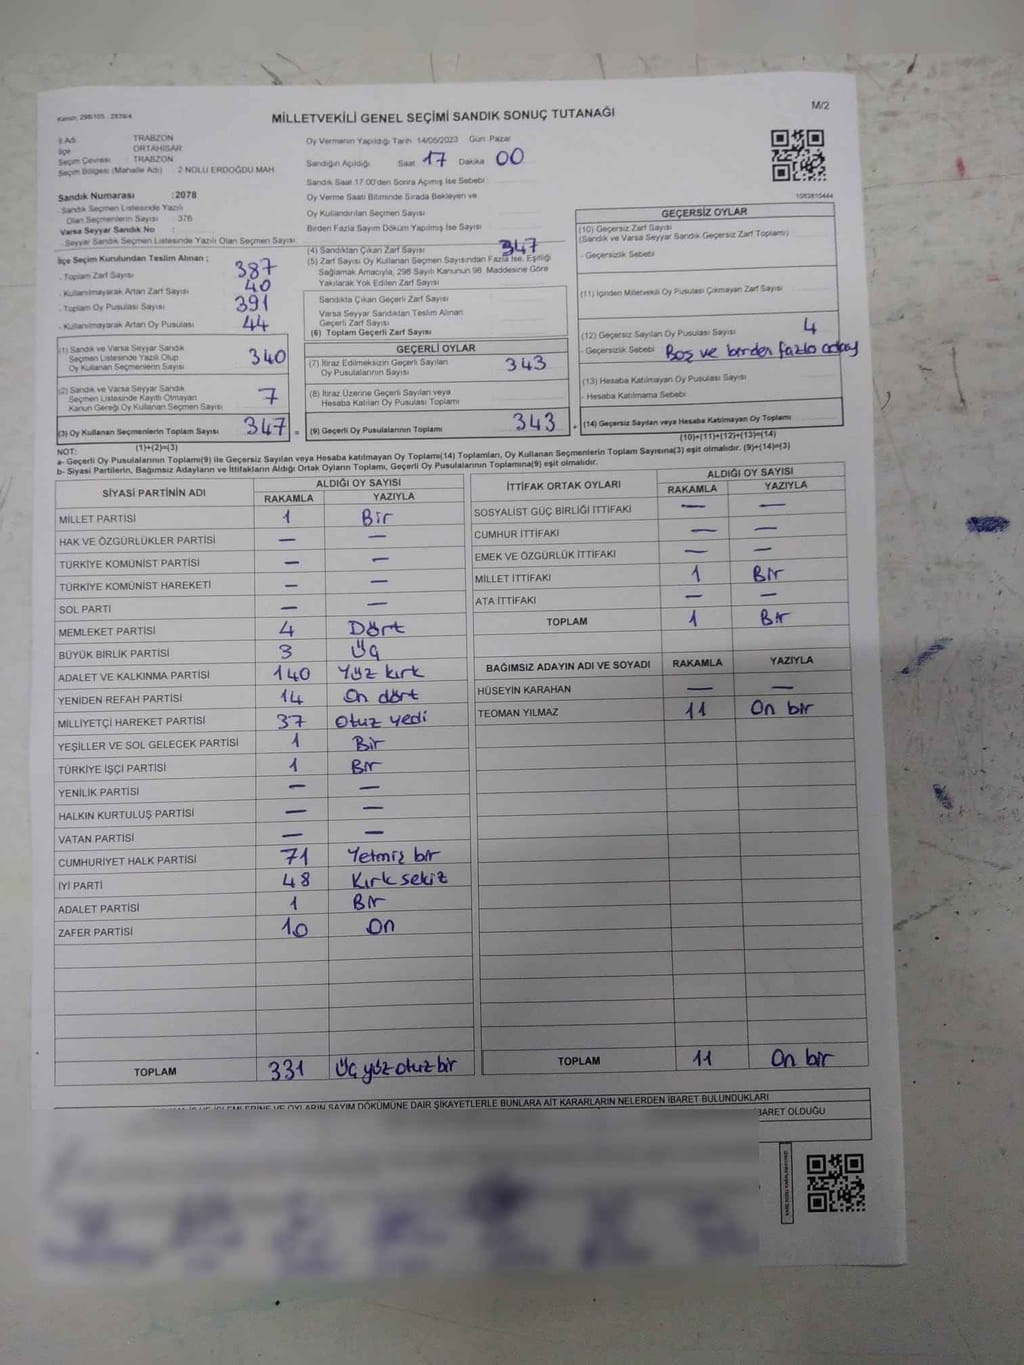 Kanun: 298/105 - 2839/4
MİLLETVEKİLİ GENEL SEÇİMİ SANDIK SONUÇ TUTANAĞI
M/2
İl Adı TRABZON
İlçe ORTAHİSAR
Seçim Çevresi : TRABZON
Seçim Bölgesi (Mahalle Adı) 2 NOLU ERDOĞDU MAH.
Oy Vermenin Yapıldığı Tarih 14/05/2023 Gün: Pazar
Sandığın Açıldığı Saat 17 Dakika 00
Sandık Saat 17.00'den Sonra Açılmış İse Sebebi
Oy Verme Saati Bitiminde Sırada Bekleyen ve
Oy Kullandırılan Seçmen Sayısı
Birden Fazla Sayım Döküm Yapılmış İse Sayısı
Sandık Numarası : 2078
- Sandık Seçmen Listesinde Yazılı
Olan Seçmenlerin Sayısı 376
Varsa Seyyar Sandık No :
- Seyyar Sandık Seçmen Listesinde Yazılı Olan Seçmen Sayısı
İlçe Seçim Kurulundan Teslim Alınan ;
- Toplam Zarf Sayısı 387
- Kullanılmayarak Artan Zarf Sayısı 40
- Toplam Oy Pusulası Sayısı 391
- Kullanılmayarak Artan Oy Pusulası 44
(1) Sandık ve Varsa Seyyar Sandık
Seçmen Listesinde Yazılı Olup
Oy Kullanan Seçmenlerin Sayısı 340
(2) Sandık ve Varsa Seyyar Sandık
Seçmen Listesinde Kayıtlı Olmayan
Kanun Gereği Oy Kullanan Seçmen Sayısı 7
(3) Oy Kullanan Seçmenlerin Toplam Sayısı 347 =
(1)+(2)=(3)
(4) Sandıktan Çıkan Zarf Sayısı 347
(5) Zarf Sayısı Oy Kullanan Seçmen Sayısından Fazla İse, Eşitliği
Sağlamak Amacıyla, 298 Sayılı Kanunun 98. Maddesine Göre
Yakılarak Yok Edilen Zarf Sayısı
Sandıkta Çıkan Geçerli Zarf Sayısı
Varsa Seyyar Sandıktan Teslim Alınan
Geçerli Zarf Sayısı
(6) Toplam Geçerli Zarf Sayısı
GEÇERLİ OYLAR
(7) İtiraz Edilmeksizin Geçerli Sayılan
Oy Pusulalarının Sayısı 343
(8) İtiraz Üzerine Geçerli Sayılan veya
Hesaba Katılan Oy Pusulası Toplamı
(9) Geçerli Oy Pusulalarının Toplamı 343 +
GEÇERSİZ OYLAR
(10) Geçersiz Zarf Sayısı
(Sandık ve Varsa Seyyar Sandık Geçersiz Zarf Toplamı)
- Geçersizlik Sebebi
(11) İçinden Milletvekili Oy Pusulası Çıkmayan Zarf Sayısı
(12) Geçersiz Sayılan Oy Pusulası Sayısı 4
- Geçersizlik Sebebi Boş ve birden fazla aday
(13) Hesaba Katılmayan Oy Pusulası Sayısı
- Hesaba Katılmama Sebebi
(14) Geçersiz Sayılan veya Hesaba Katılmayan Oy Toplamı
(10)+(11)+(12)+(13)=(14)
NOT:
a- Geçerli Oy Pusulalarının Toplamı(9) ile Geçersiz Sayılan veya Hesaba katılmayan Oy Toplam(14) Toplamları, Oy Kullanan Seçmenlerin Toplam Sayısına(3) eşit olmalıdır. (9)+(14)=(3)
b- Siyasi Partilerin, Bağımsız Adayların ve İttifakların Aldığı Ortak Oyların Toplamı, Geçerli Oy Pusulalarının Toplamına(9) eşit olmalıdır.
SİYASİ PARTİNİN ADI ALDIĞI OY SAYISI
RAKAMLA YAZIYLA
MİLLET PARTİSİ 1 Bir
HAK VE ÖZGÜRLÜKLER PARTİSİ — —
TÜRKİYE KOMÜNİST PARTİSİ — —
TÜRKİYE KOMÜNİST HAREKETİ — —
SOL PARTİ — —
MEMLEKET PARTİSİ 4 Dört
BÜYÜK BİRLİK PARTİSİ 3 Üç
ADALET VE KALKINMA PARTİSİ 140 Yüz kırk
YENİDEN REFAH PARTİSİ 14 On dört
MİLLİYETÇİ HAREKET PARTİSİ 37 Otuz yedi
YEŞİLLER VE SOL GELECEK PARTİSİ 1 Bir
TÜRKİYE İŞÇİ PARTİSİ 1 Bir
YENİLİK PARTİSİ — —
HALKIN KURTULUŞ PARTİSİ — —
VATAN PARTİSİ — —
CUMHURİYET HALK PARTİSİ 71 Yetmiş bir
İYİ PARTİ 48 Kırk sekiz
ADALET PARTİSİ 1 Bir
ZAFER PARTİSİ 10 On
TOPLAM 331 Üç yüz otuz bir
İTTİFAK ORTAK OYLARI ALDIĞI OY SAYISI
RAKAMLA YAZIYLA
SOSYALİST GÜÇ BİRLİĞİ İTTİFAKI — —
CUMHUR İTTİFAKI — —
EMEK VE ÖZGÜRLÜK İTTİFAKI — —
MİLLET İTTİFAKI 1 Bir
ATA İTTİFAKI — —
TOPLAM 1 Bir
BAĞIMSIZ ADAYIN ADI VE SOYADI RAKAMLA YAZIYLA
HÜSEYİN KARAHAN — —
TEOMAN YILMAZ 11 On bir
TOPLAM 11 On bir
OYLARIN SAYIM DÖKÜMÜNE DAİR ŞİKAYETLERLE BUNLARA AİT KARARLARIN NELERDEN İBARET BULUNDUKLARI
İBARET OLDUĞU